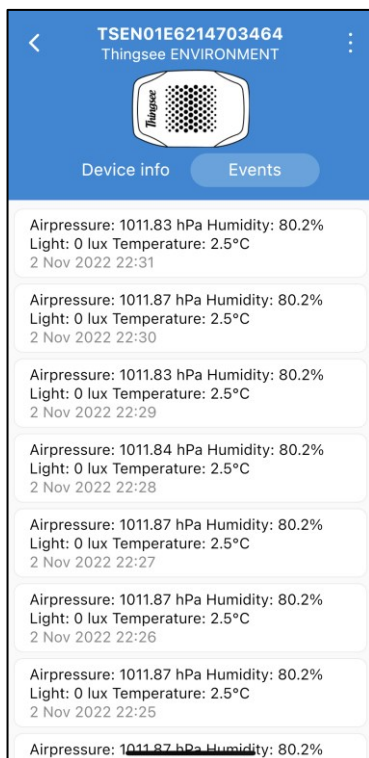 TSEN01E6214703464
Thingsee ENVIRONMENT
Thingsee
Device info
Events
Airpressure: 1011.83 hPa Humidity: 80.2%
Light: 0 lux Temperature: 2.5°C
2 Nov 2022 22:31
Airpressure: 1011.87 hPa Humidity: 80.2%
Light: 0 lux Temperature: 2.5°C
2 Nov 2022 22:30
Airpressure: 1011.83 hPa Humidity: 80.2%
Light: 0 lux Temperature: 2.5°C
2 Nov 2022 22:29
Airpressure: 1011.84 hPa Humidity: 80.2%
Light: 0 lux Temperature: 2.5°C
2 Nov 2022 22:28
Airpressure: 1011.87 hPa Humidity: 80.2%
Light: 0 lux Temperature: 2.5°C
2 Nov 2022 22:27
Airpressure: 1011.87 hPa Humidity: 80.2%
Light: 0 lux Temperature: 2.5°C
2 Nov 2022 22:26
Airpressure: 1011.87 hPa Humidity: 80.2%
Light: 0 lux Temperature: 2.5°C
2 Nov 2022 22:25
Airpressure: 1011.87 hPa Humidity: 80.2%